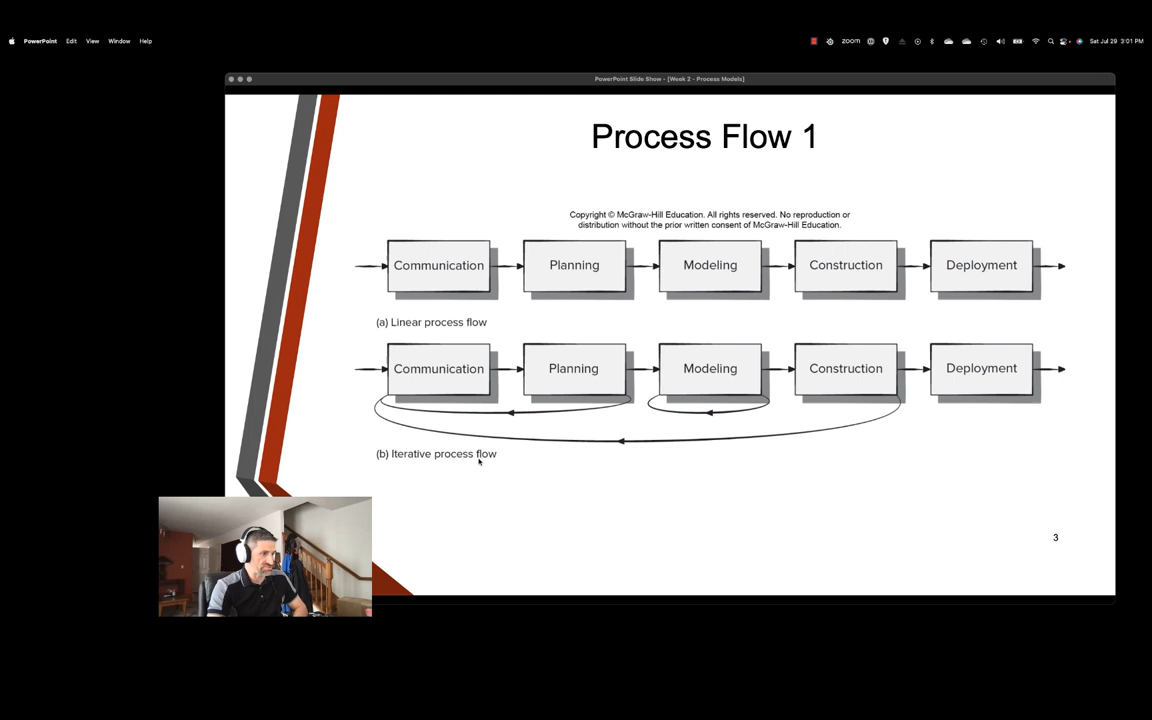 PowerPoint Edit View Window Help
zoom
Sat Jul 29 3:01 PM
PowerPoint Slide Show - [Week 2 - Process Models]
Process Flow 1
Copyright © McGraw-Hill Education. All rights reserved. No reproduction or
distribution without the prior written consent of McGraw-Hill Education.
Communication Planning Modeling Construction Deployment
(a) Linear process flow
Communication Planning Modeling Construction Deployment
(b) Iterative process flow
3